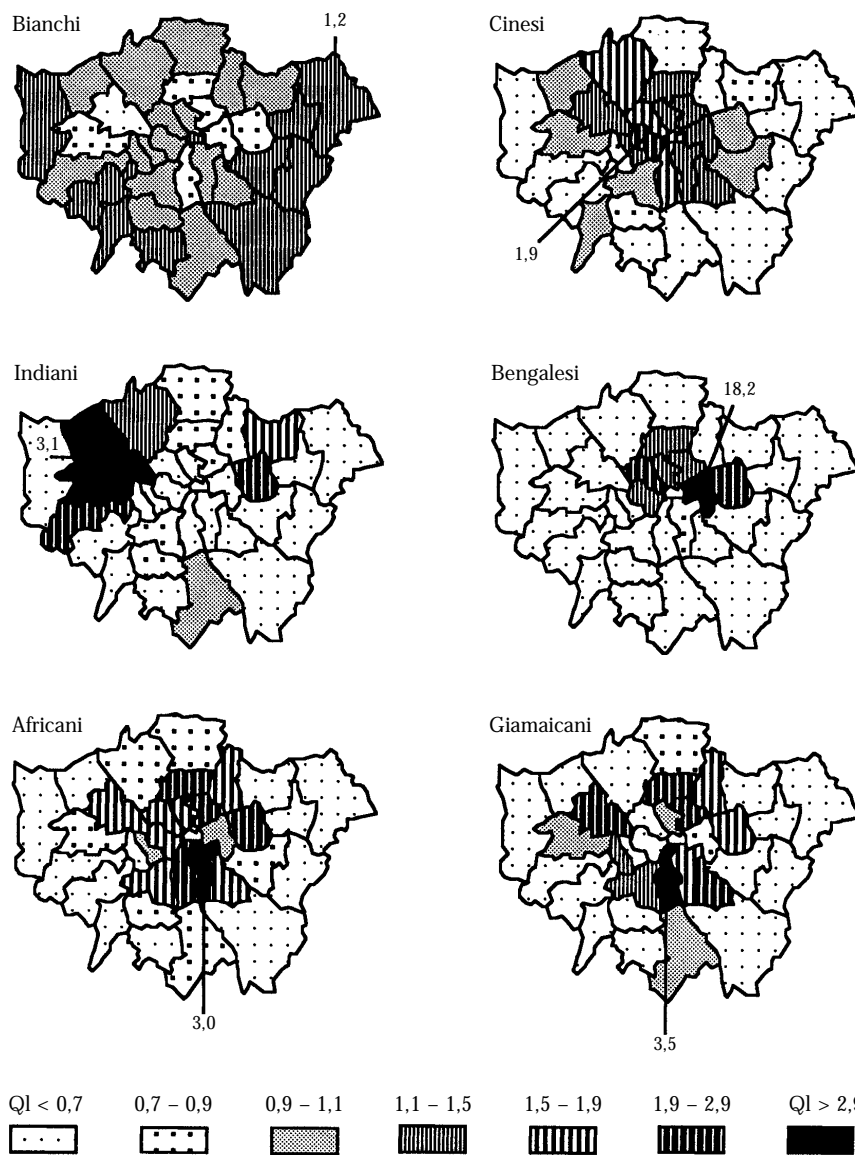 Bianchi
1,2
Cinesi
1,9
Indiani
3,1
Bengalesi
18,2
Africani
3,0
Giamaicani
3,5
Ql < 0,7 0,7 – 0,9 0,9 – 1,1 1,1 – 1,5 1,5 – 1,9 1,9 – 2,9 Ql > 2,9